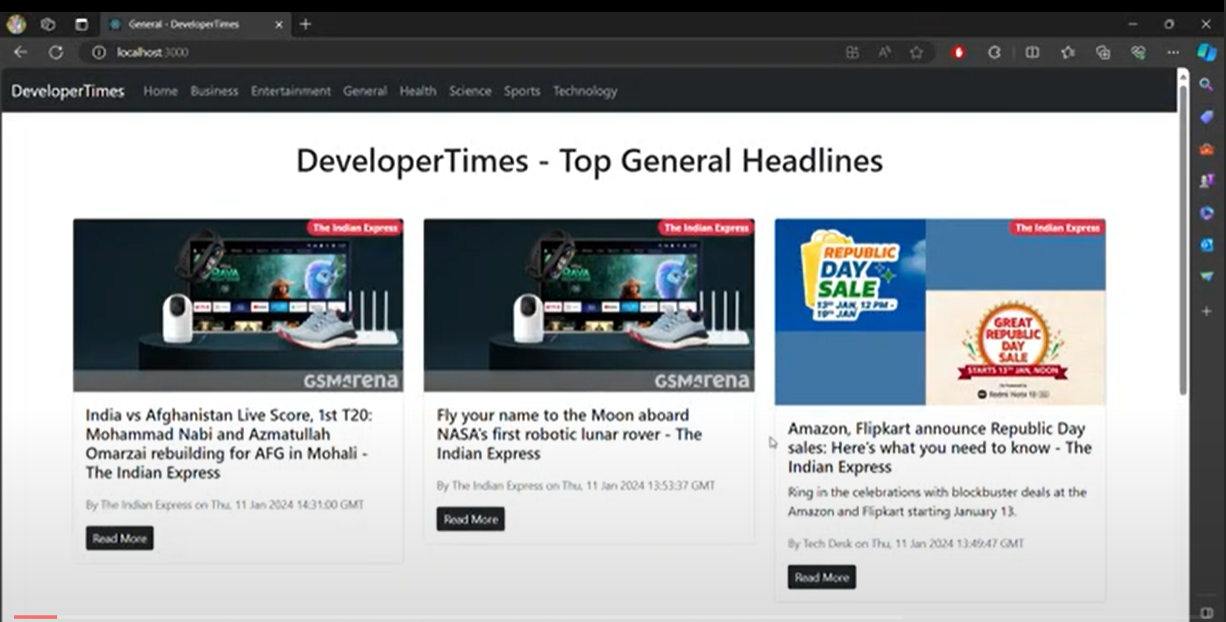 General - DeveloperTimes
localhost:3000
DeveloperTimes Home Business Entertainment General Health Science Sports Technology
DeveloperTimes - Top General Headlines
The Indian Express
GSMArena
India vs Afghanistan Live Score, 1st T20:
Mohammad Nabi and Azmatullah
Omarzai rebuilding for AFG in Mohali -
The Indian Express
By The Indian Express on Thu, 11 Jan 2024 14:31:00 GMT
Read More
The Indian Express
GSMArena
Fly your name to the Moon aboard
NASA's first robotic lunar rover - The
Indian Express
By The Indian Express on Thu, 11 Jan 2024 13:53:37 GMT
Read More
The Indian Express
REPUBLIC
DAY
SALE
13TH JAN, 12 PM -
19TH JAN
GREAT
REPUBLIC
DAY
SALE
STARTS 13TH JAN, NOON
Amazon, Flipkart announce Republic Day
sales: Here's what you need to know - The
Indian Express
Ring in the celebrations with blockbuster deals at the
Amazon and Flipkart starting January 13.
By Tech Desk on Thu, 11 Jan 2024 13:49:47 GMT
Read More